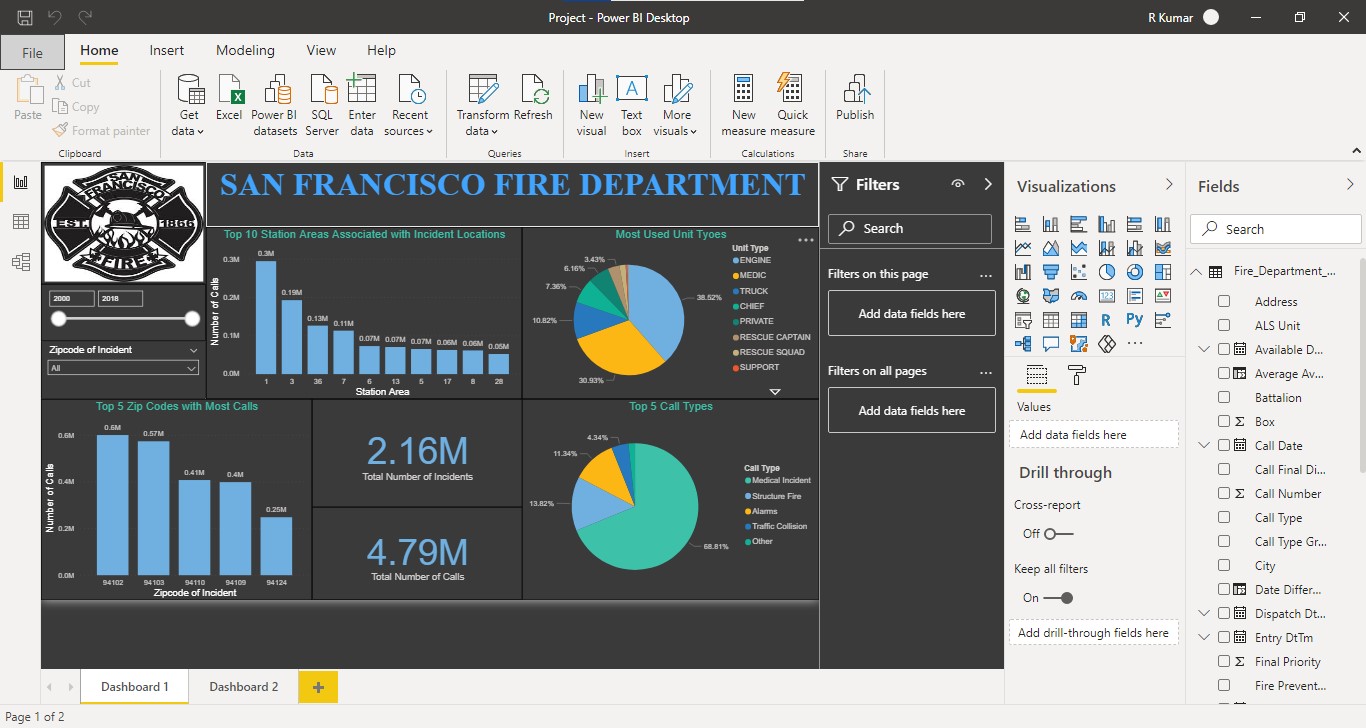 Project - Power BI Desktop
R Kumar
File
Home
Insert
Modeling
View
Help
Paste
Cut
Copy
Format painter
Clipboard
Get data
Excel
Power BI datasets
SQL Server
Enter data
Recent sources
Data
Transform data
Refresh
Queries
New visual
Text box
More visuals
Insert
New measure
Quick measure
Calculations
Publish
Share
SAN FRANCISCO
EST.
1866
FIRE
SAN FRANCISCO FIRE DEPARTMENT
2000
2018
Zipcode of Incident
All
Top 10 Station Areas Associated with Incident Locations
Number of Calls
0.3M
0.2M
0.1M
0.0M
0.3M
0.19M
0.13M
0.11M
0.07M
0.07M
0.07M
0.06M
0.06M
0.05M
1
3
36
7
6
13
5
17
8
28
Station Area
Most Used Unit Tyoes
3.43%
6.16%
7.36%
10.82%
30.93%
38.52%
Unit Type
ENGINE
MEDIC
TRUCK
CHIEF
PRIVATE
RESCUE CAPTAIN
RESCUE SQUAD
SUPPORT
Top 5 Zip Codes with Most Calls
Number of Calls
0.6M
0.4M
0.2M
0.0M
0.6M
0.57M
0.41M
0.4M
0.25M
94102
94103
94110
94109
94124
Zipcode of Incident
2.16M
Total Number of Incidents
4.79M
Total Number of Calls
Top 5 Call Types
4.34%
11.34%
13.82%
68.81%
Call Type
Medical Incident
Structure Fire
Alarms
Traffic Collision
Other
Filters
Search
Filters on this page
...
Add data fields here
Filters on all pages
...
Add data fields here
Visualizations
123
R
Py
...
Values
Add data fields here
Drill through
Cross-report
Off
Keep all filters
On
Add drill-through fields here
Fields
Search
Fire_Department_...
Address
ALS Unit
Available D...
Average Av...
Battalion
Σ Box
Call Date
Call Final Di...
Σ Call Number
Call Type
Call Type Gr...
City
Date Differ...
Dispatch Dt...
Entry DtTm
Σ Final Priority
Fire Prevent...
Dashboard 1
Dashboard 2
+
Page 1 of 2